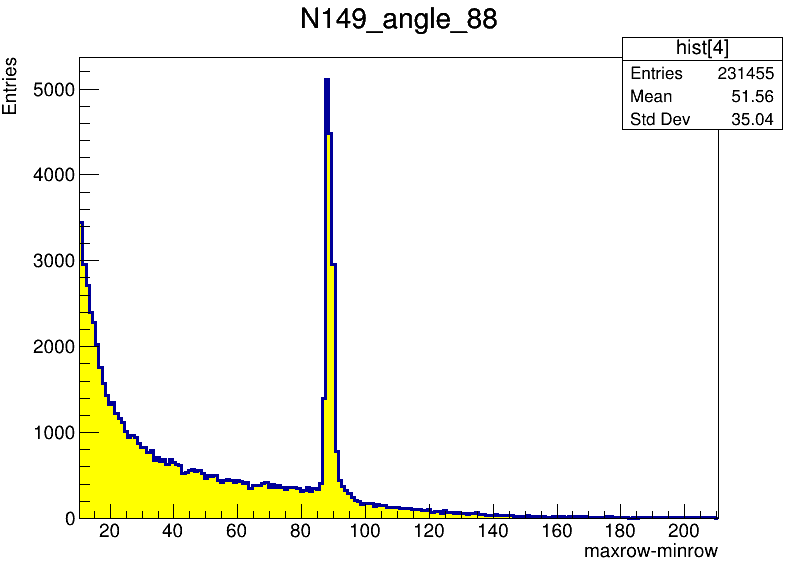 N149_angle_88
hist[4]
Entries 231455
Mean 51.56
Std Dev 35.04
Entries
5000
4000
3000
2000
1000
0
20 40 60 80 100 120 140 160 180 200
maxrow-minrow